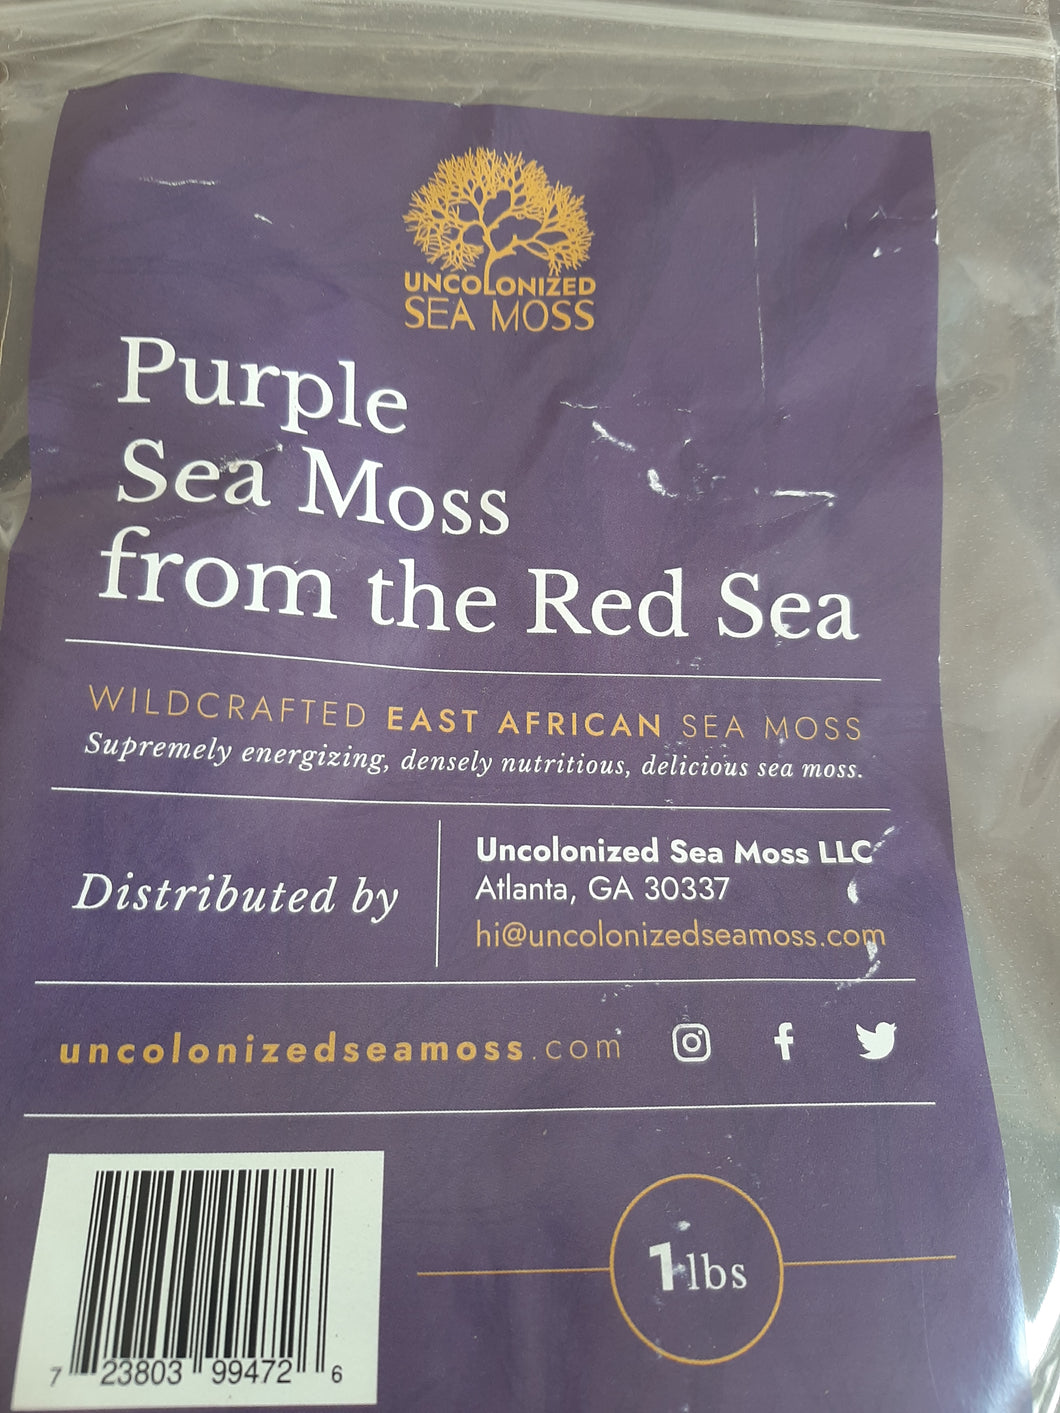 UNCOLONIZED
SEA MOSS
Purple
Sea Moss
from the Red Sea
WILDCRAFTED EAST AFRICAN SEA MOSS
Supremely energizing, densely nutritious, delicious sea moss.
Distributed by
Uncolonized Sea Moss LLC
Atlanta, GA 30337
hi@uncolonizedseamoss.com
uncolonizedseamoss.com
1 lbs
7 23803 99472 6